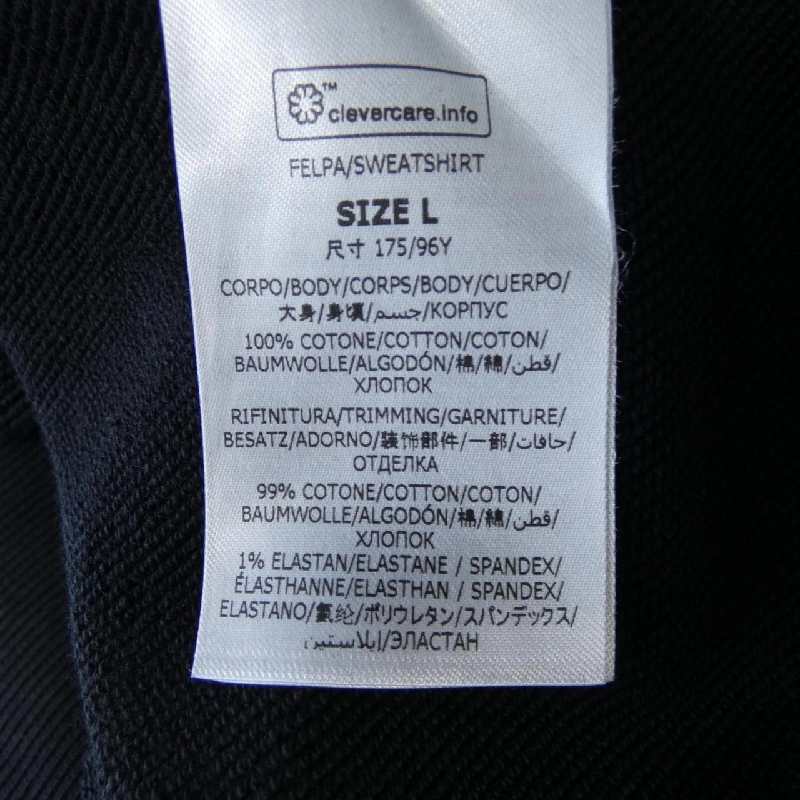 ™
clevercare.info
FELPA/SWEATSHIRT
SIZE L
尺寸 175/96Y
CORPO/BODY/CORPS/BODY/CUERPO/
大身/身頃/جسم/КОРПУС
100% COTONE/COTTON/COTON/
BAUMWOLLE/ALGODÓN/棉/綿/قطن/
ХЛОПОК
RIFINITURA/TRIMMING/GARNITURE/
BESATZ/ADORNO/装饰部件/一部/حافات/
ОТДЕЛКА
99% COTONE/COTTON/COTON/
BAUMWOLLE/ALGODÓN/棉/綿/قطن/
ХЛОПОК
1% ELASTAN/ELASTANE / SPANDEX/
ÉLASTHANNE/ELASTHAN / SPANDEX/
ELASTANO/氨纶/ポリウレタン/スパンデックス/
إيلاستين/ЭЛАСТАН